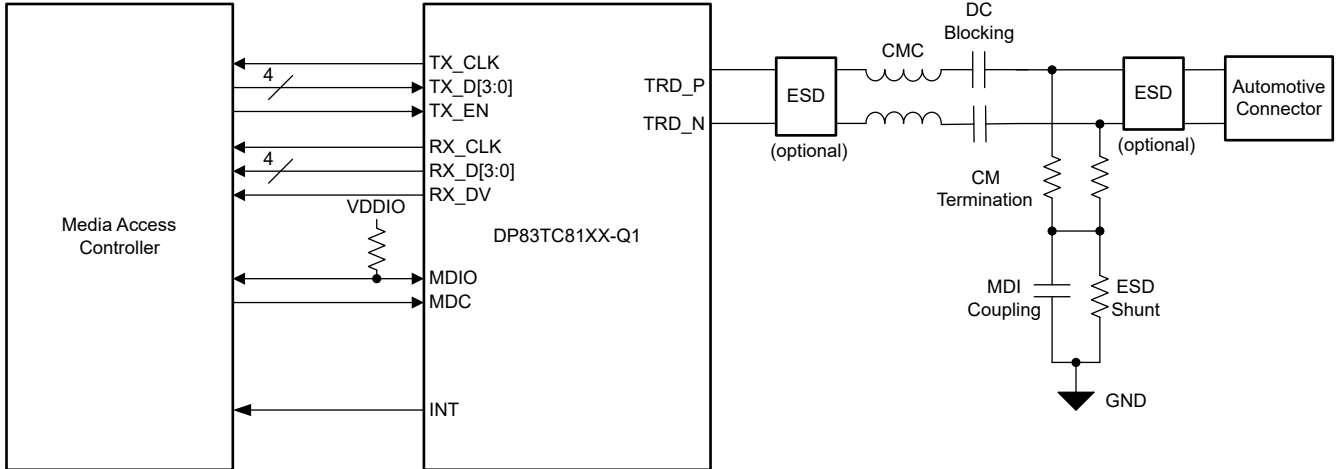 Media Access
Controller
TX_CLK
4
TX_D[3:0]
TX_EN
RX_CLK
4
RX_D[3:0]
RX_DV
VDDIO
MDIO
MDC
INT
DP83TC81XX-Q1
TRD_P
TRD_N
ESD
(optional)
CMC
DC
Blocking
CM
Termination
MDI
Coupling
ESD
Shunt
GND
ESD
(optional)
Automotive
Connector